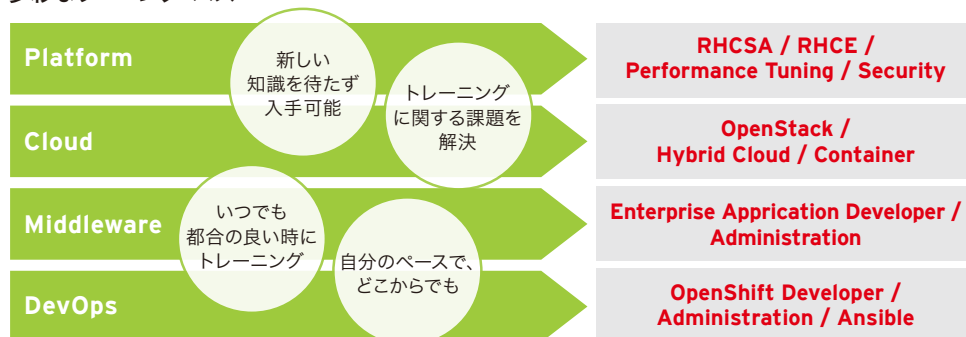 Platform
新しい
知識を待たず
入手可能
トレーニング
に関する課題を
解決
RHCSA / RHCE /
Performance Tuning / Security
Cloud
OpenStack /
Hybrid Cloud / Container
Middleware
いつでも
都合の良い時に
トレーニング
自分のペースで、
どこからでも
Enterprise Apprication Developer /
Administration
DevOps
OpenShift Developer /
Administration / Ansible